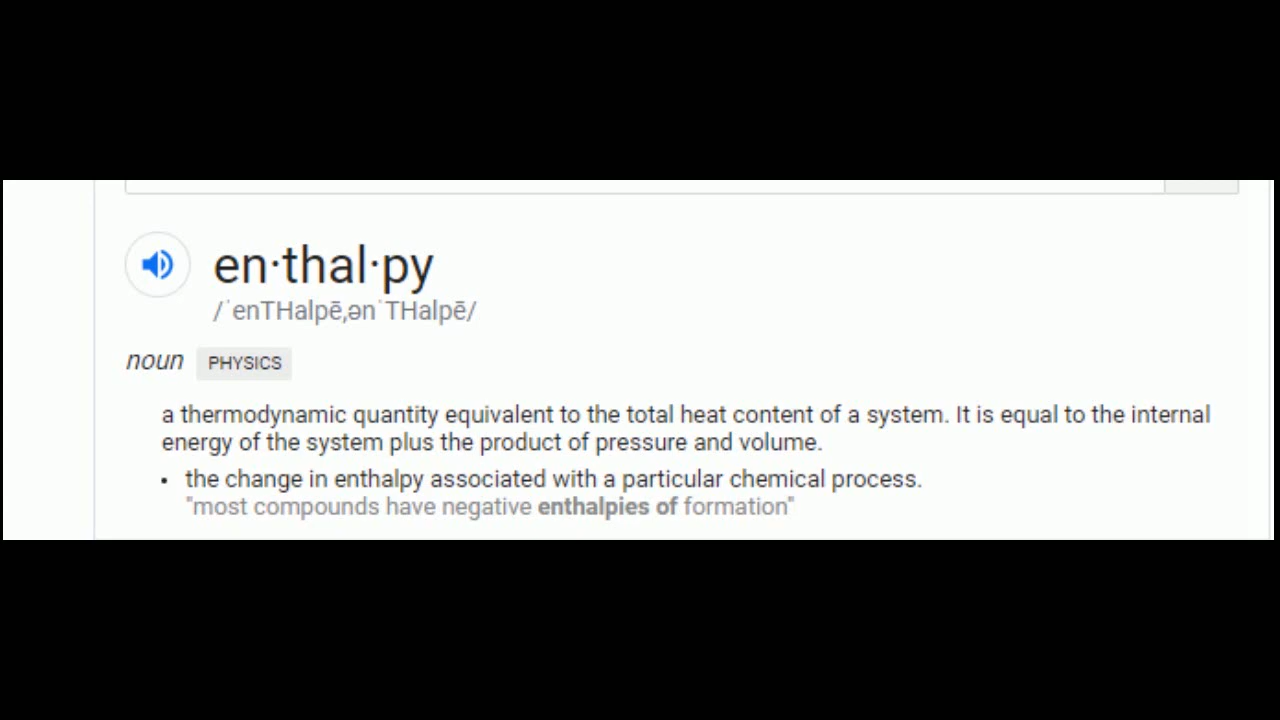 en·thal·py
/ˈenTHalpē,ənˈTHalpē/
noun PHYSICS
a thermodynamic quantity equivalent to the total heat content of a system. It is equal to the internal
energy of the system plus the product of pressure and volume.
• the change in enthalpy associated with a particular chemical process.
"most compounds have negative enthalpies of formation"